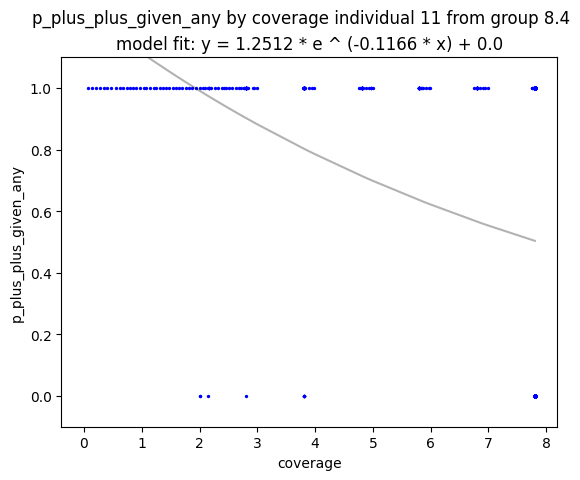 p_plus_plus_given_any by coverage individual 11 from group 8.4
model fit: y = 1.2512 * e ^ (-0.1166 * x) + 0.0
p_plus_plus_given_any
1.0
0.8
0.6
0.4
0.2
0.0
0 1 2 3 4 5 6 7 8
coverage